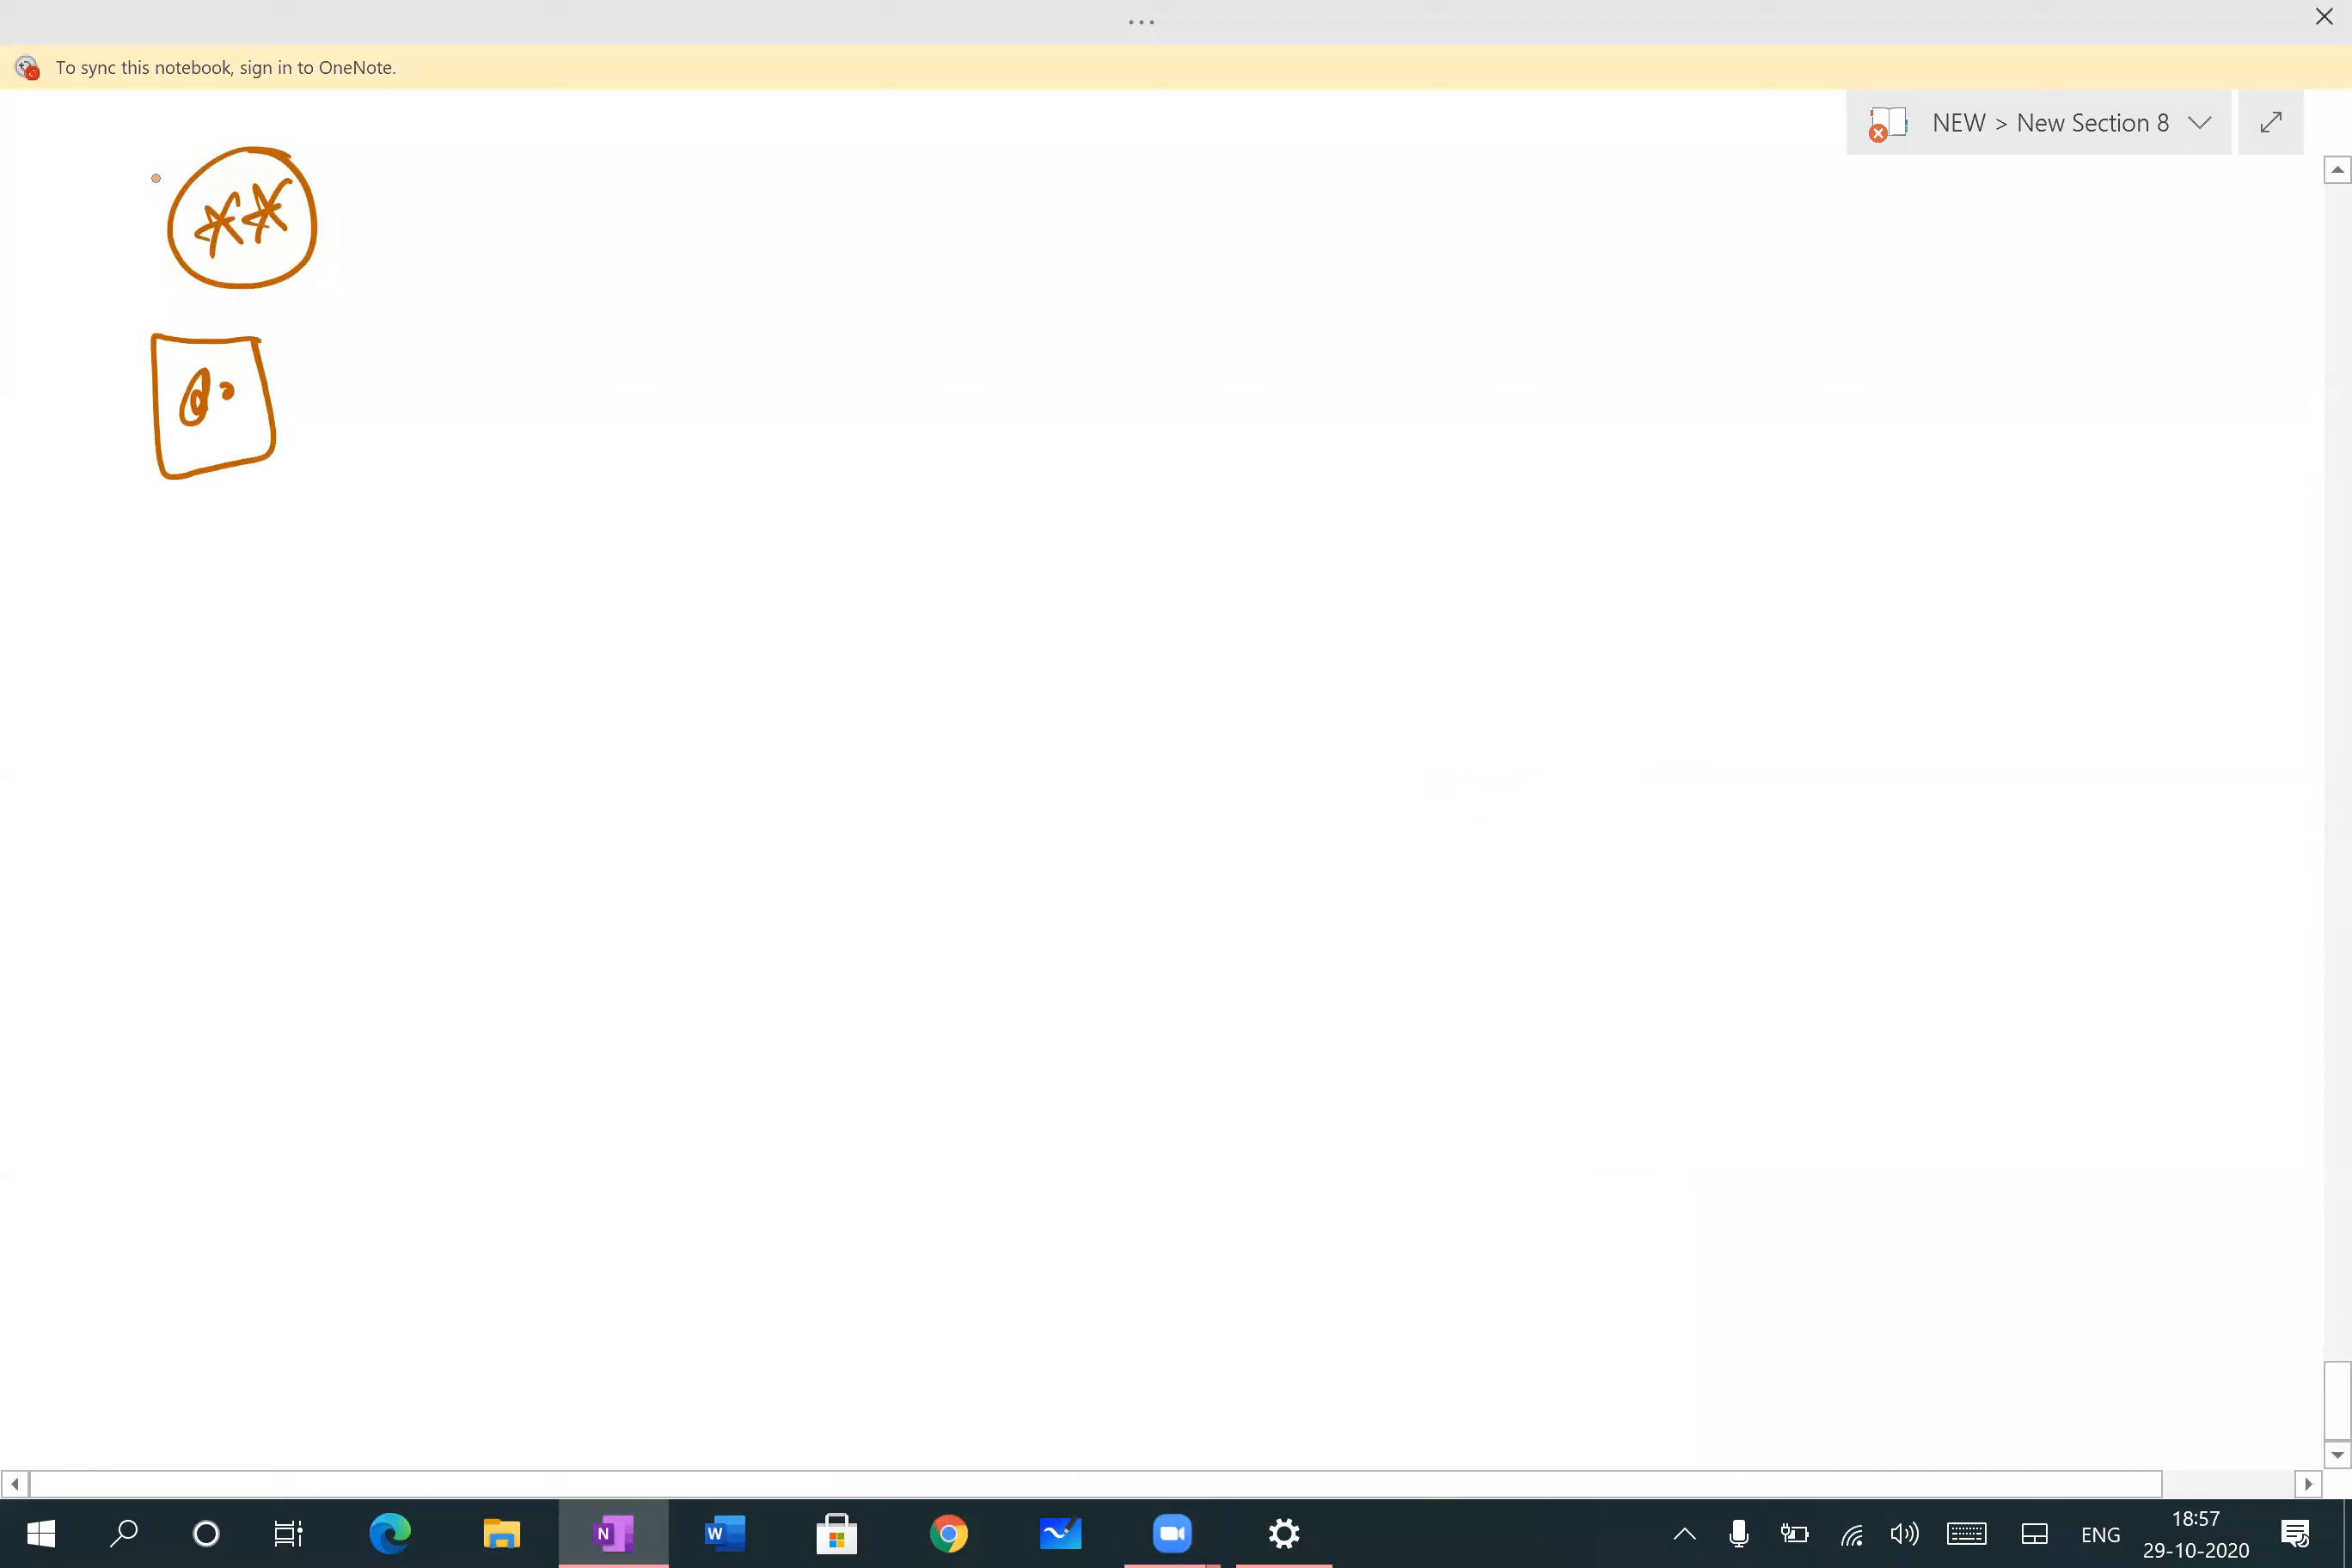 To sync this notebook, sign in to OneNote.
NEW > New Section 8
**
ENG
18:57
29-10-2020